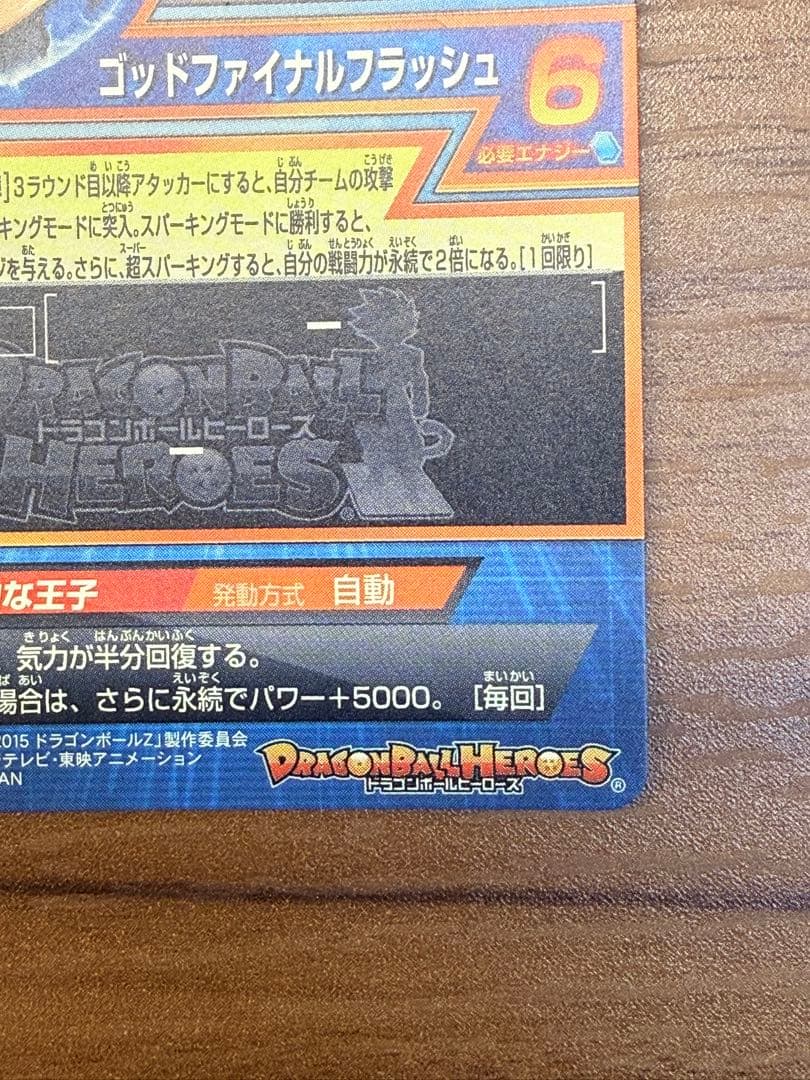 ゴッドファイナルフラッシュ
6
必要エナジー
]3ラウンド目以降アタッカーにすると、自分チームの攻撃
キングモードに突入。スパーキングモードに勝利すると、
ジを与える。さらに、超スパーキングすると、自分の戦闘力が永続で2倍になる。[1回限り]
DRAGON BALL
ドラゴンボールヒーローズ
HEROES
な王子 発動方式 自動
、気力が半分回復する。
場合は、さらに永続でパワー+5000。 [毎回]
2015 ドラゴンボールZ」製作委員会
テレビ・東映アニメーション
AN
DRAGON BALL HEROES
ドラゴンボールヒーローズ